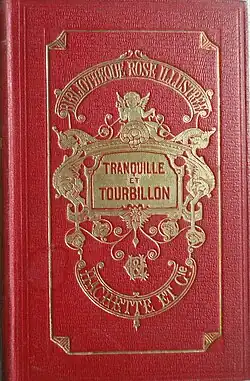 BIBLIOTHÈQUE ROSE ILLUSTRÉE
TRANQUILLE
ET
TOURBILLON
HACHETTE ET Cie